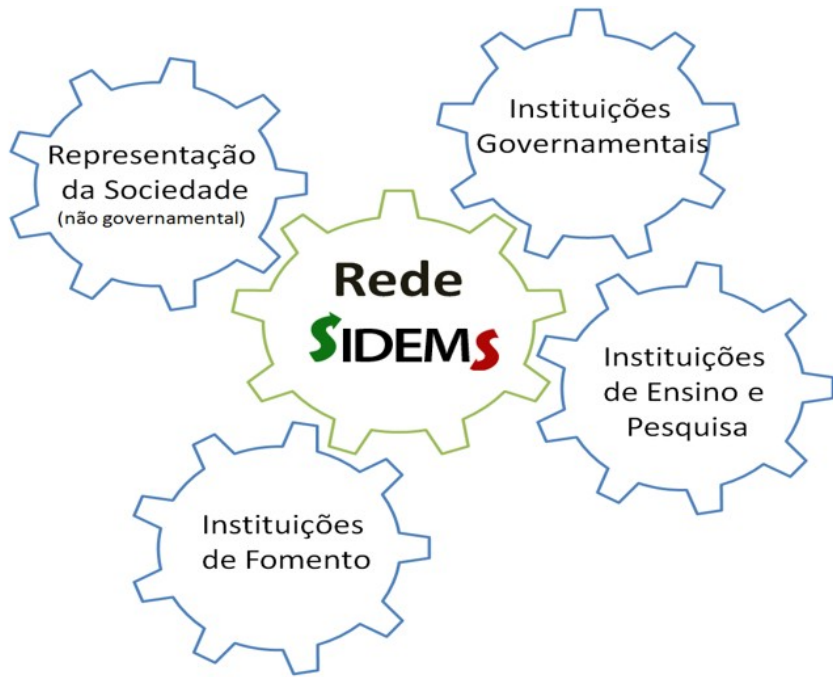 Representação
da Sociedade
(não governamental)
Instituições
Governamentais
Rede
SIDEMS
Instituições
de Ensino e
Pesquisa
Instituições
de Fomento